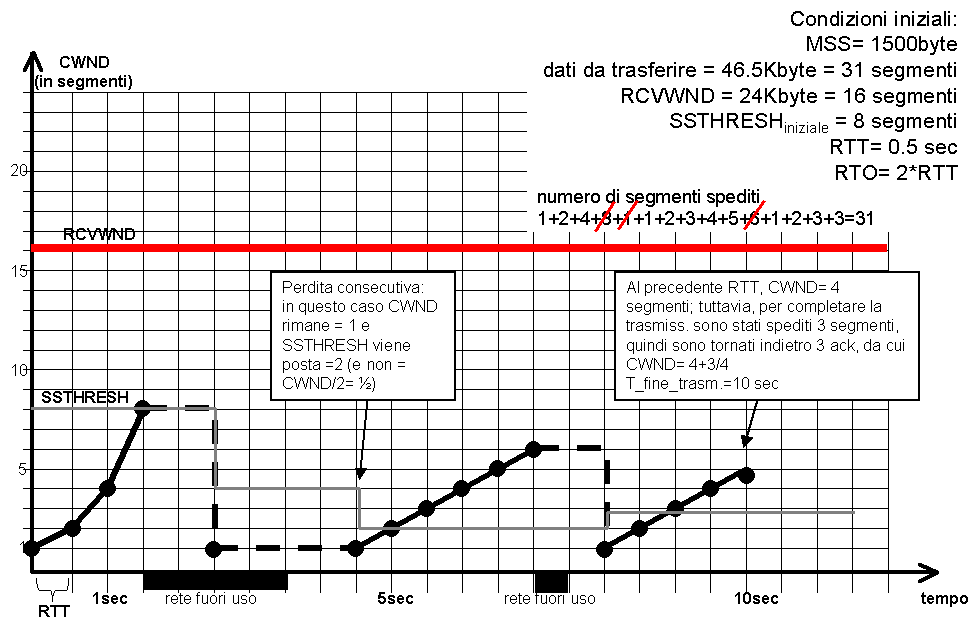 Condizioni iniziali:
MSS= 1500byte
dati da trasferire = 46.5Kbyte = 31 segmenti
RCVWND = 24Kbyte = 16 segmenti
SSTHRESHiniziale = 8 segmenti
RTT= 0.5 sec
RTO= 2*RTT
CWND
(in segmenti)
20
numero di segmenti spediti
1+2+4+8+1+1+2+3+4+5+6+1+2+3+3=31
RCVWND
15
Perdita consecutiva:
in questo caso CWND
rimane = 1 e
SSTHRESH viene
posta =2 (e non =
CWND/2= ½)
Al precedente RTT, CWND= 4
segmenti; tuttavia, per completare la
trasmiss. sono stati spediti 3 segmenti,
quindi sono tornati indietro 3 ack, da cui
CWND= 4+3/4
T_fine_trasm.=10 sec
10
SSTHRESH
5
1
RTT
1sec
rete fuori uso
5sec
rete fuori uso
10sec
tempo